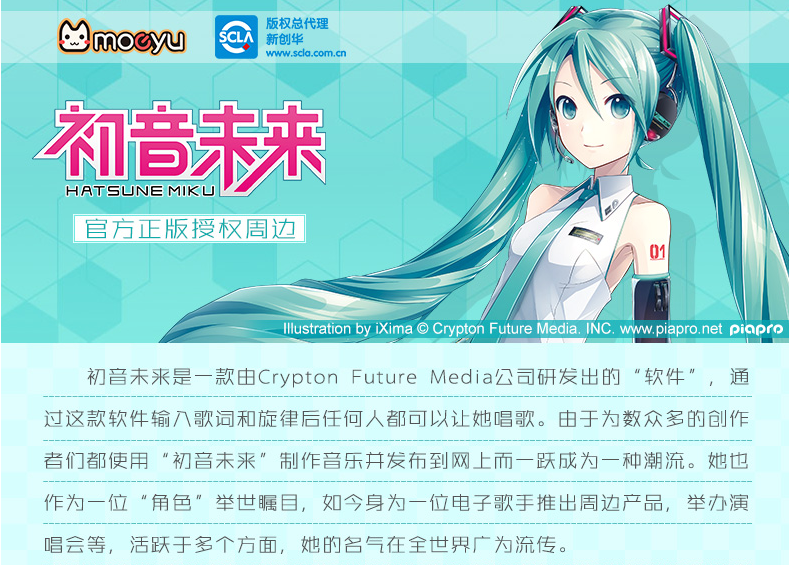 moeyu
SCLA
版权总代理
新创华
www.scla.com.cn
初音未来
HATSUNE MIKU
官方正版授权周边
01
Illustration by iXima © Crypton Future Media. INC. www.piapro.net piapro
初音未来是一款由Crypton Future Media公司研发出的“软件”，通
过这款软件输入歌词和旋律后任何人都可以让她唱歌。由于为数众多的创作
者们都使用“初音未来”制作音乐并发布到网上而一跃成为一种潮流。她也
作为一位“角色”举世瞩目，如今身为一位电子歌手推出周边产品，举办演
唱会等，活跃于多个方面，她的名气在全世界广为流传。